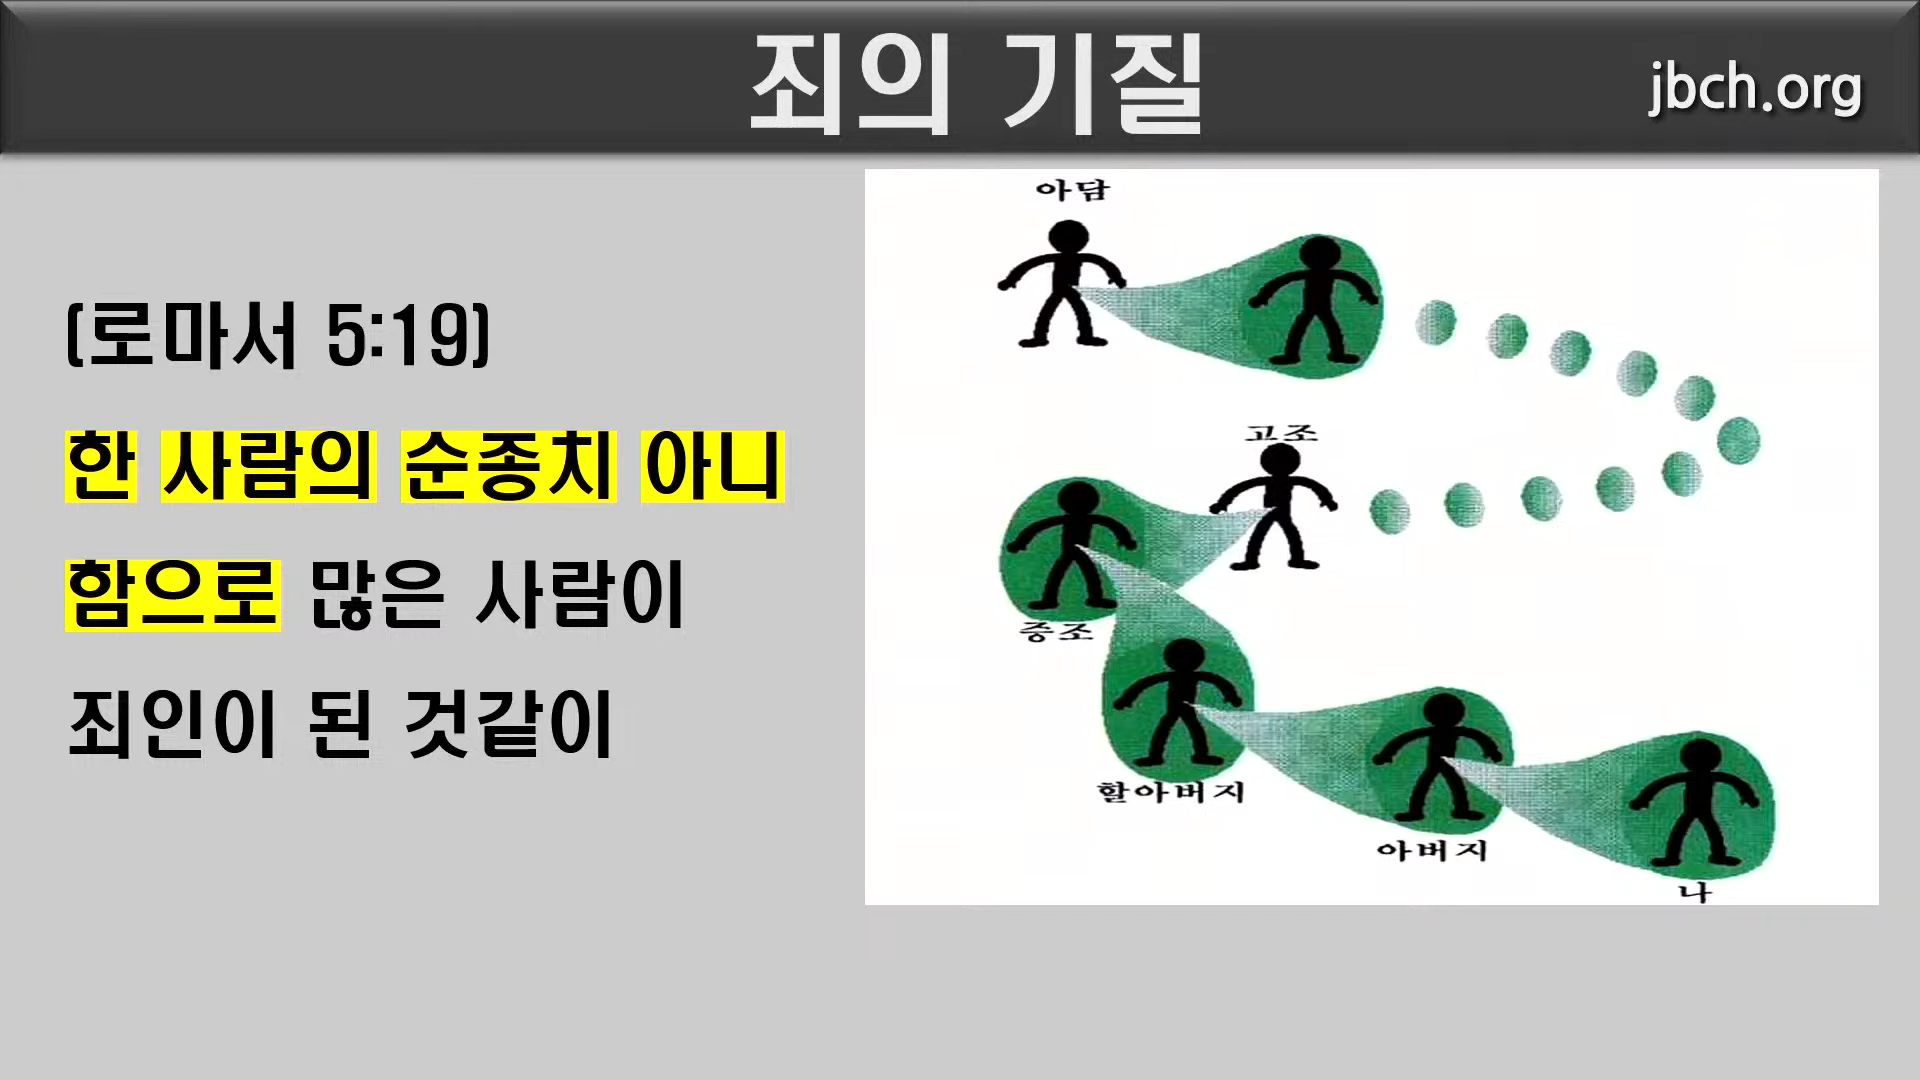 죄의 기질
jbch.org
(로마서 5:19)
한 사람의 순종치 아니
함으로 많은 사람이
죄인이 된 것같이
아담
고조
증조
할아버지
아버지
나